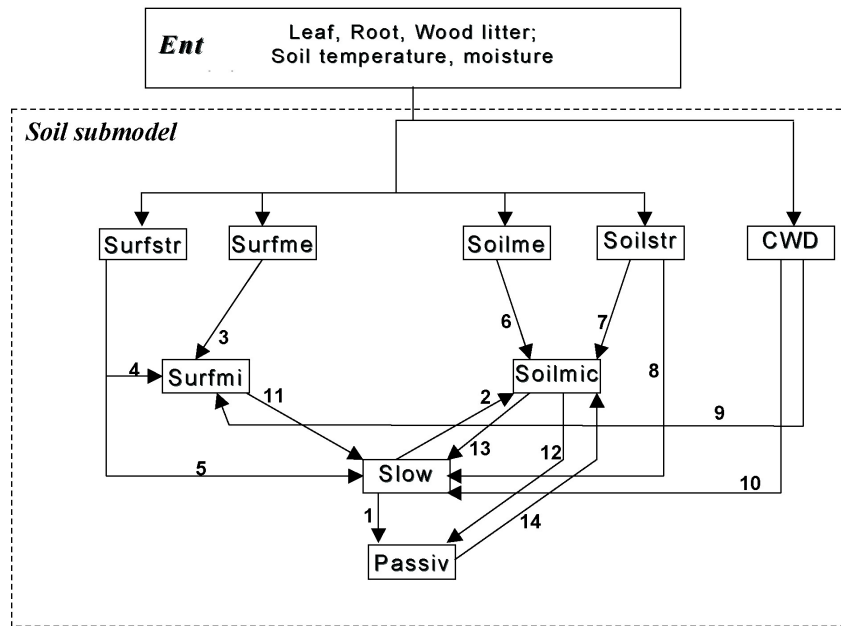 Ent
Leaf, Root, Wood litter;
Soil temperature, moisture
Soil submodel
Surfstr
Surfme
Soilme
Soilstr
CWD
3
6
7
4
8
Surfmi
Soilmic
11
2
9
13
12
5
Slow
10
1
14
Passiv